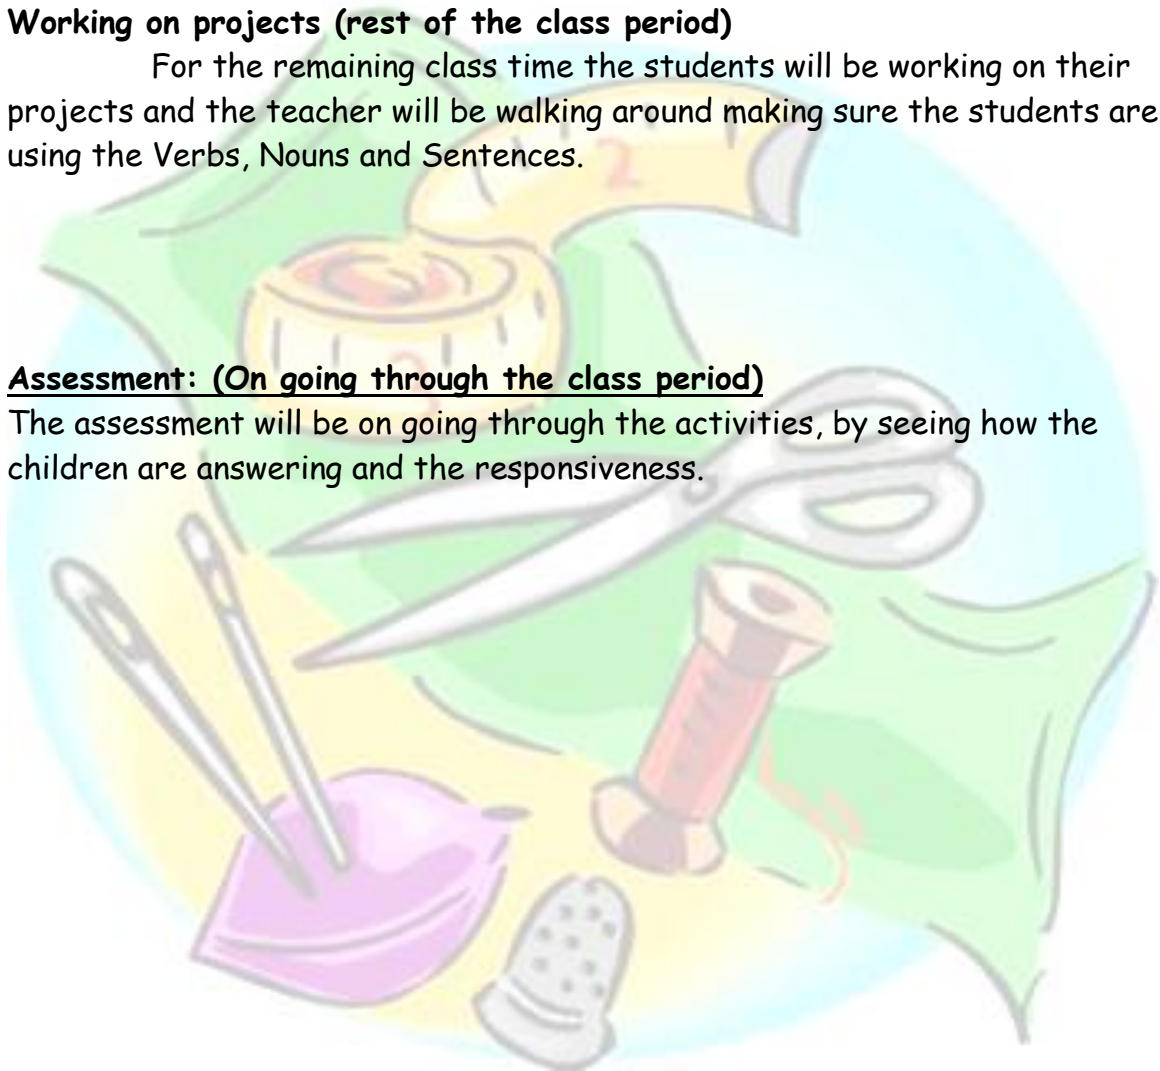 Working on projects (rest of the class period)
For the remaining class time the students will be working on their
projects and the teacher will be walking around making sure the students are
using the Verbs, Nouns and Sentences.
2
3
Assessment: (On going through the class period)
The assessment will be on going through the activities, by seeing how the
children are answering and the responsiveness.